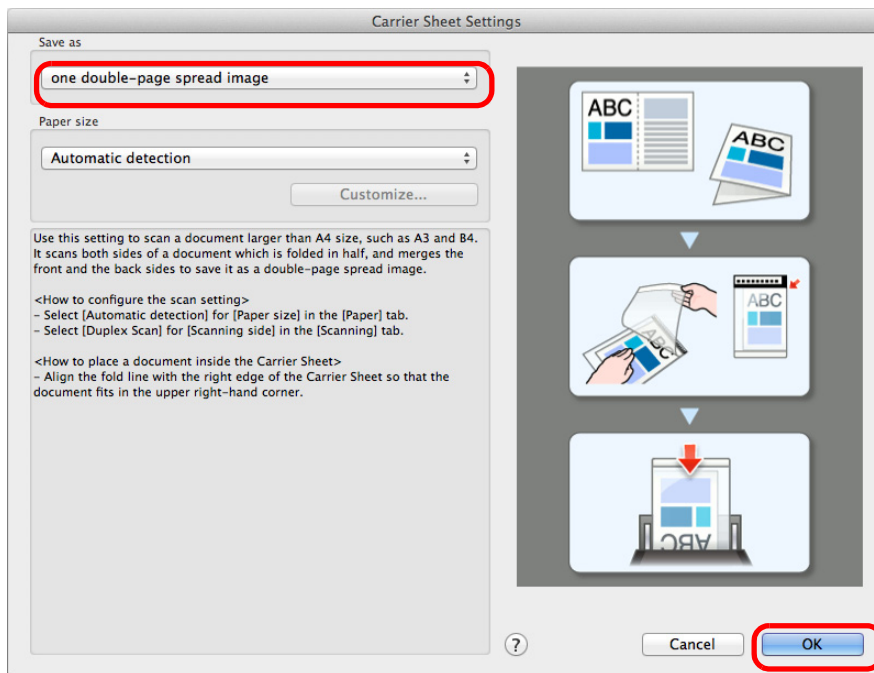 Carrier Sheet Settings
Save as
one double-page spread image
Paper size
Automatic detection
Customize...
Use this setting to scan a document larger than A4 size, such as A3 and B4.
It scans both sides of a document which is folded in half, and merges the
front and the back sides to save it as a double-page spread image.
<How to configure the scan setting>
- Select [Automatic detection] for [Paper size] in the [Paper] tab.
- Select [Duplex Scan] for [Scanning side] in the [Scanning] tab.
<How to place a document inside the Carrier Sheet>
- Align the fold line with the right edge of the Carrier Sheet so that the
document fits in the upper right-hand corner.
ABC
ABC
ABC
ABC
ABC
?
Cancel
OK